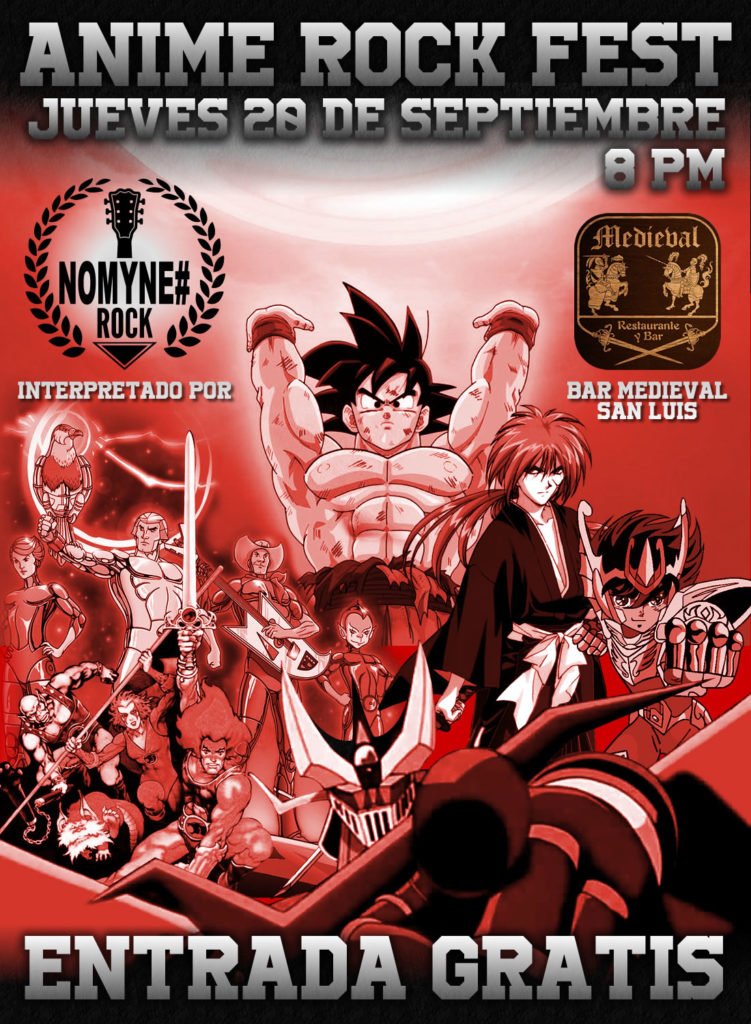 ANIME ROCK FEST
JUEVES 20 DE SEPTIEMBRE
8 PM
NOMYNE#
ROCK
INTERPRETADO POR
Medieval
Restaurante
y Bar
BAR MEDIEVAL
SAN LUIS
ENTRADA GRATIS